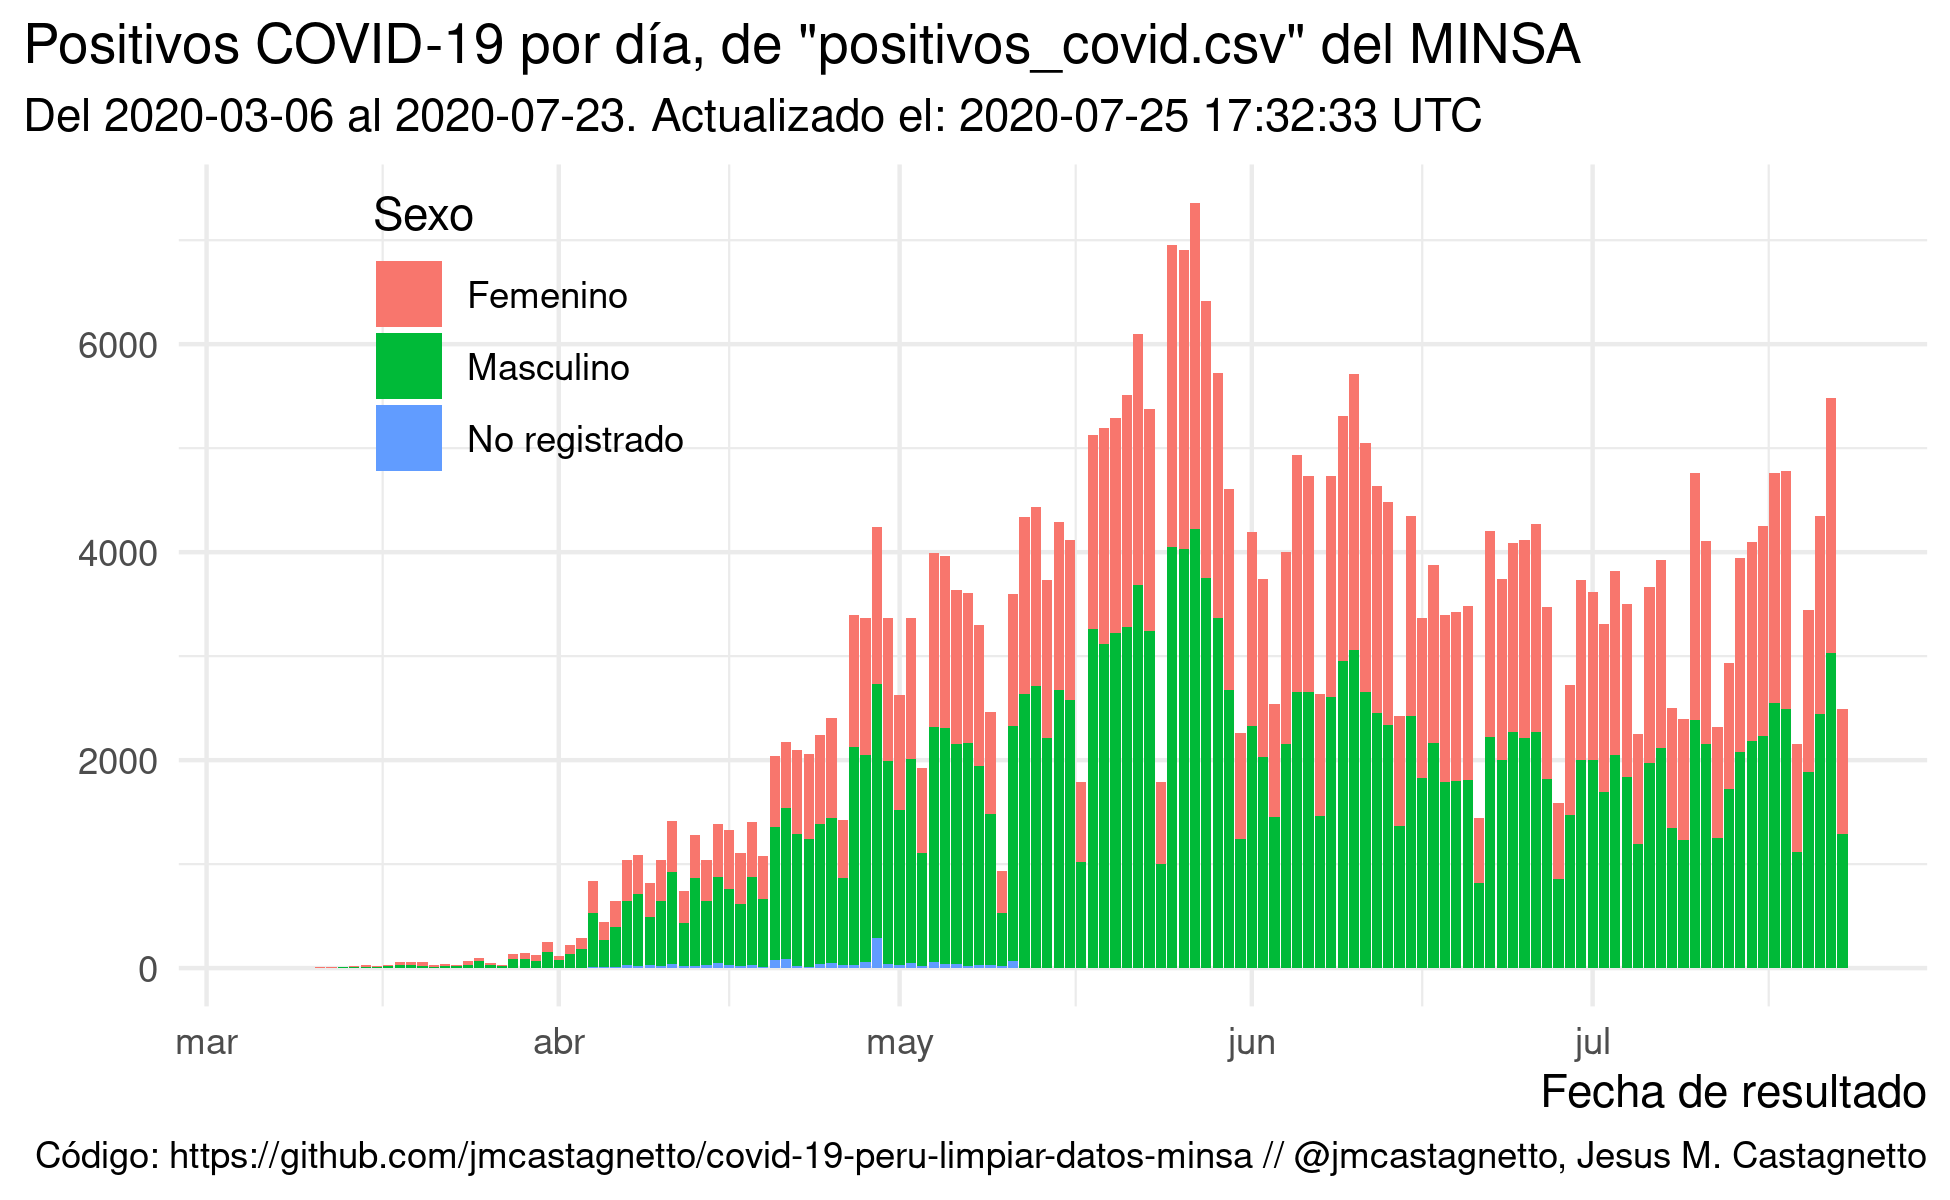 Positivos COVID-19 por día, de "positivos_covid.csv" del MINSA
Del 2020-03-06 al 2020-07-23. Actualizado el: 2020-07-25 17:32:33 UTC
Sexo
Femenino
Masculino
No registrado
6000
4000
2000
0
mar abr may jun jul
Fecha de resultado
Código: https://github.com/jmcastagnetto/covid-19-peru-limpiar-datos-minsa // @jmcastagnetto, Jesus M. Castagnetto